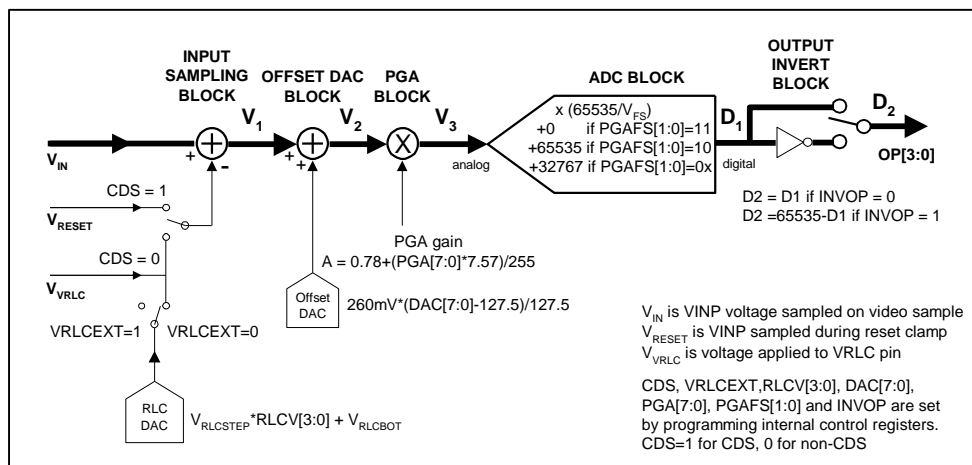 INPUT
SAMPLING
BLOCK
OFFSET DAC
BLOCK
PGA
BLOCK
ADC BLOCK
OUTPUT
INVERT
BLOCK
V1
V2
V3
D1
D2
x (65535/VFS)
+0 if PGAFS[1:0]=11
+65535 if PGAFS[1:0]=10
+32767 if PGAFS[1:0]=0x
VIN
+
-
+
+
+
+
X
analog
digital
OP[3:0]
CDS = 1
VRESET
CDS = 0
VVRLC
VRLCEXT=1
VRLCEXT=0
D2 = D1 if INVOP = 0
D2 =65535-D1 if INVOP = 1
PGA gain
A = 0.78+(PGA[7:0]*7.57)/255
Offset
DAC
260mV*(DAC[7:0]-127.5)/127.5
RLC
DAC
VRLCSTEP*RLCV[3:0] + VRLCBOT
VIN is VINP voltage sampled on video sample
VRESET is VINP sampled during reset clamp
VVRLC is voltage applied to VRLC pin
CDS, VRLCEXT,RLCV[3:0], DAC[7:0],
PGA[7:0], PGAFS[1:0] and INVOP are set
by programming internal control registers.
CDS=1 for CDS, 0 for non-CDS